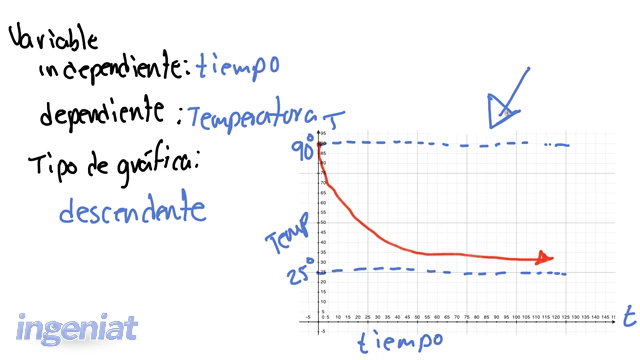 Variable
independiente: tiempo
dependiente: Temperatura T
Tipo de gráfica:
descendente
90°
Temp
25°
tiempo
t
ingeniat